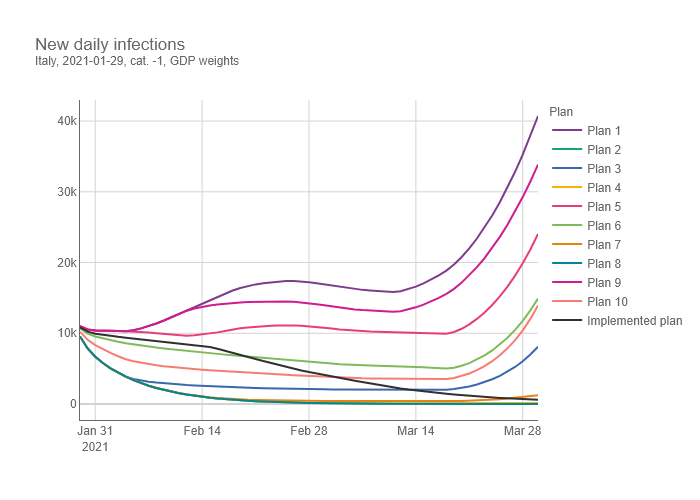 New daily infections
Italy, 2021-01-29, cat. -1, GDP weights
40k
30k
20k
10k
0
Jan 31
2021
Feb 14
Feb 28
Mar 14
Mar 28
Plan
Plan 1
Plan 2
Plan 3
Plan 4
Plan 5
Plan 6
Plan 7
Plan 8
Plan 9
Plan 10
Implemented plan